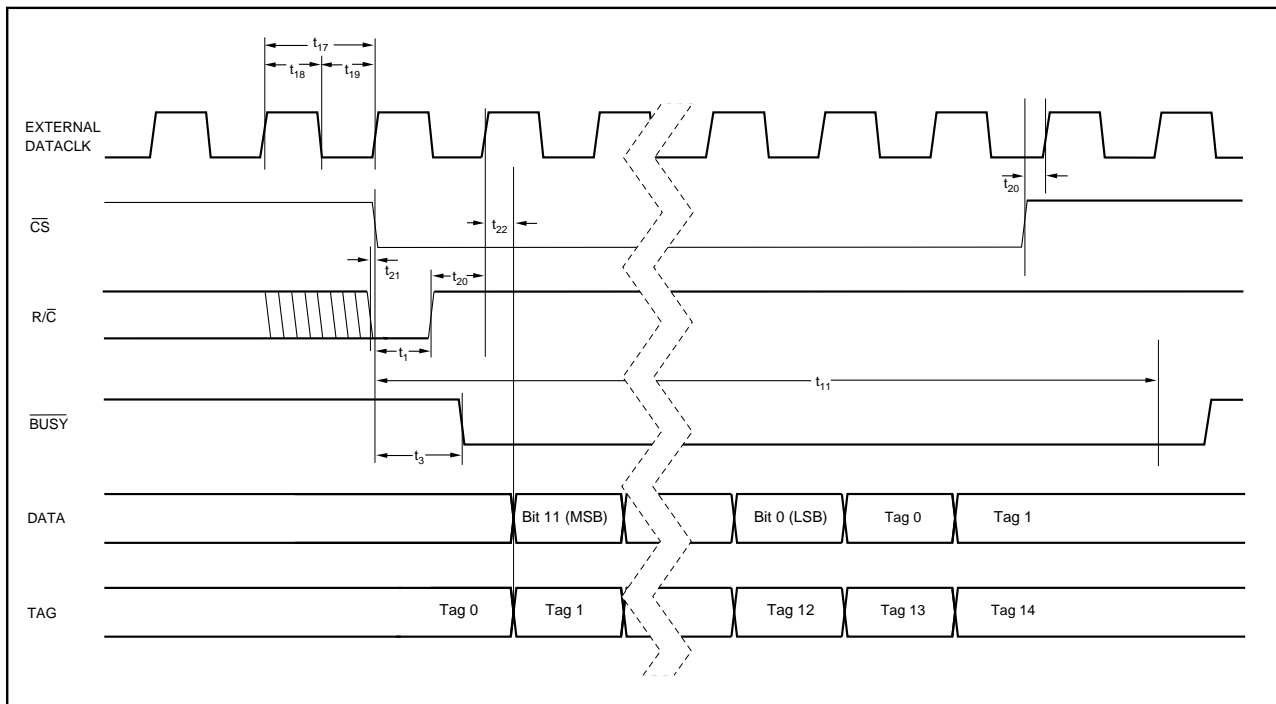 t17
t18 t19
EXTERNAL
DATACLK
t20
CS
t22
t21
t20
R/C
t1
t11
BUSY
t3
DATA
Bit 11 (MSB)
Bit 0 (LSB)
Tag 0
Tag 1
TAG
Tag 0
Tag 1
Tag 12
Tag 13
Tag 14